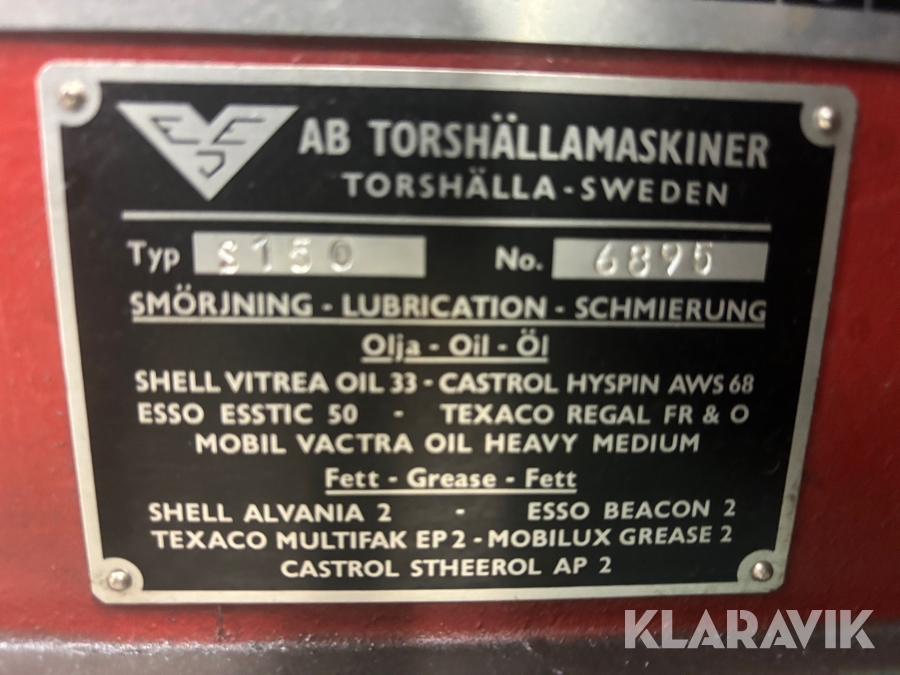 AB TORSHÄLLAMASKINER
TORSHÄLLA - SWEDEN
Typ S150 No. 6895
SMÖRJNING - LUBRICATION - SCHMIERUNG
Olja - Oil - Öl
SHELL VITREA OIL 33 - CASTROL HYSPIN AWS 68
ESSO ESSTIC 50 - TEXACO REGAL FR & O
MOBIL VACTRA OIL HEAVY MEDIUM
Fett - Grease - Fett
SHELL ALVANIA 2 - ESSO BEACON 2
TEXACO MULTIFAK EP 2 - MOBILUX GREASE 2
CASTROL STHEEROL AP 2
KLARAVIK